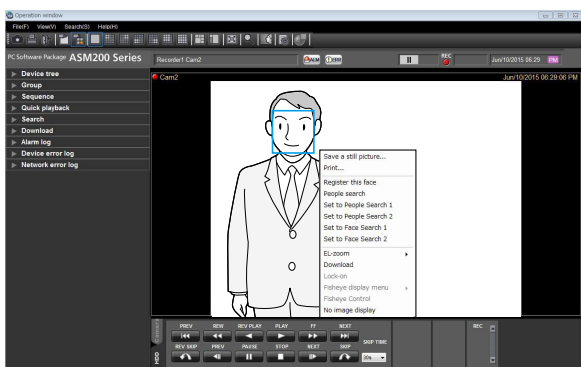 Operation window
File(F) View(V) Search(S) Help(H)
PC Software Package ASM200 Series
Recorder1 Cam2
ALM
ERR
REC
Jun/10/2015 06:29 PM
Device tree
Group
Sequence
Quick playback
Search
Download
Alarm log
Device error log
Network error log
Cam2
Jun/10/2015 06:29:06 PM
Save a still picture...
Print...
Register this face
People search
Set to People Search 1
Set to People Search 2
Set to Face Search 1
Set to Face Search 2
EL-zoom
Download
Lock-on
Fisheye display menu
Fisheye Control
No image display
Camera
HDD
PREV REW REV PLAY PLAY FF NEXT
REV SKIP PREV PAUSE STOP NEXT SKIP
SKIP TIME
30s
REC